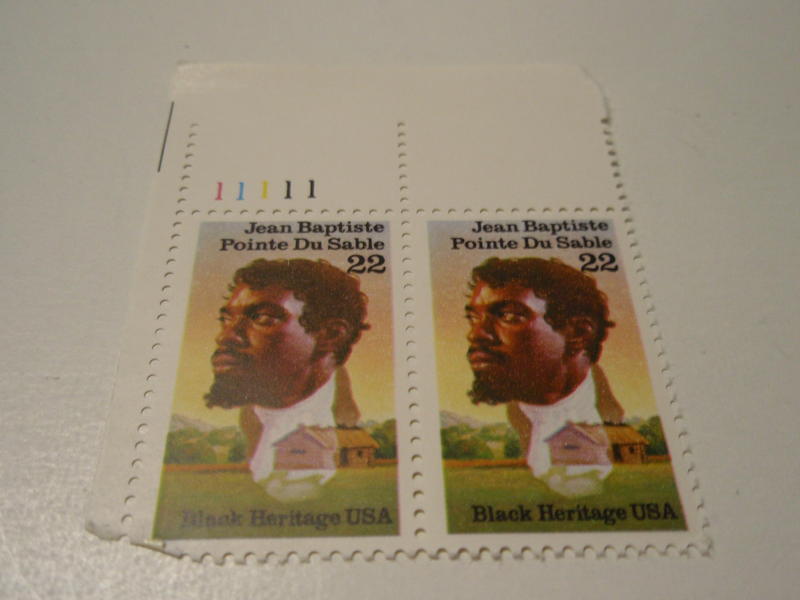 11111
Jean Baptiste
Pointe Du Sable
22
Black Heritage USA
Jean Baptiste
Pointe Du Sable
22
Black Heritage USA